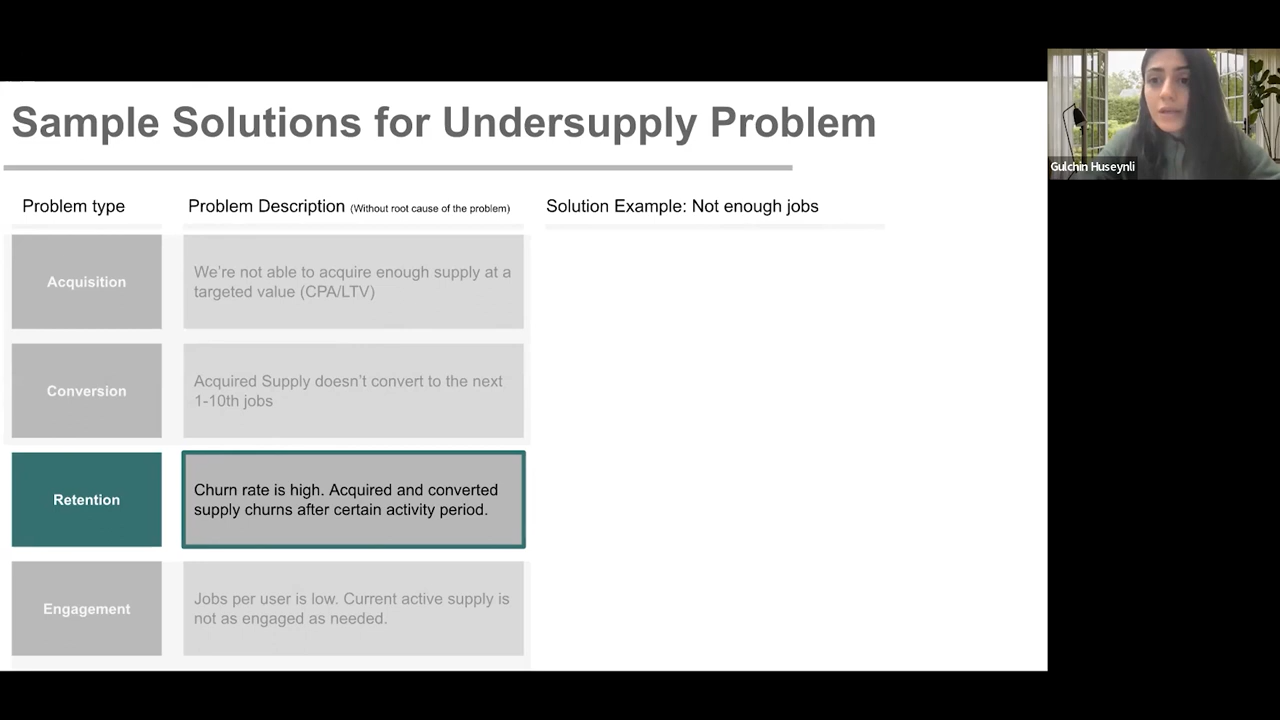 Sample Solutions for Undersupply Problem
Gulchin Huseynli
Problem type
Problem Description (Without root cause of the problem)
Solution Example: Not enough jobs
Acquisition
We’re not able to acquire enough supply at a
targeted value (CPA/LTV)
Conversion
Acquired Supply doesn’t convert to the next
1-10th jobs
Retention
Churn rate is high. Acquired and converted
supply churns after certain activity period.
Engagement
Jobs per user is low. Current active supply is
not as engaged as needed.